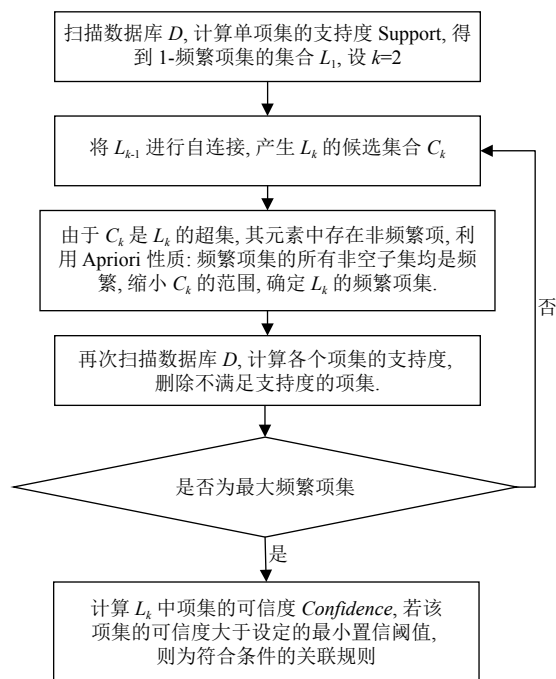 扫描数据库 D, 计算单项集的支持度 Support, 得
到 1-频繁项集的集合 L₁, 设 k=2
将 Lₖ₋₁ 进行自连接, 产生 Lₖ 的候选集合 Cₖ
由于 Cₖ 是 Lₖ 的超集, 其元素中存在非频繁项, 利
用 Apriori 性质: 频繁项集的所有非空子集均是频
繁, 缩小 Cₖ 的范围, 确定 Lₖ 的频繁项集.
否
再次扫描数据库 D, 计算各个项集的支持度,
删除不满足支持度的项集.
是否为最大频繁项集
是
计算 Lₖ 中项集的可信度 Confidence, 若该
项集的可信度大于设定的最小置信阈值,
则为符合条件的关联规则